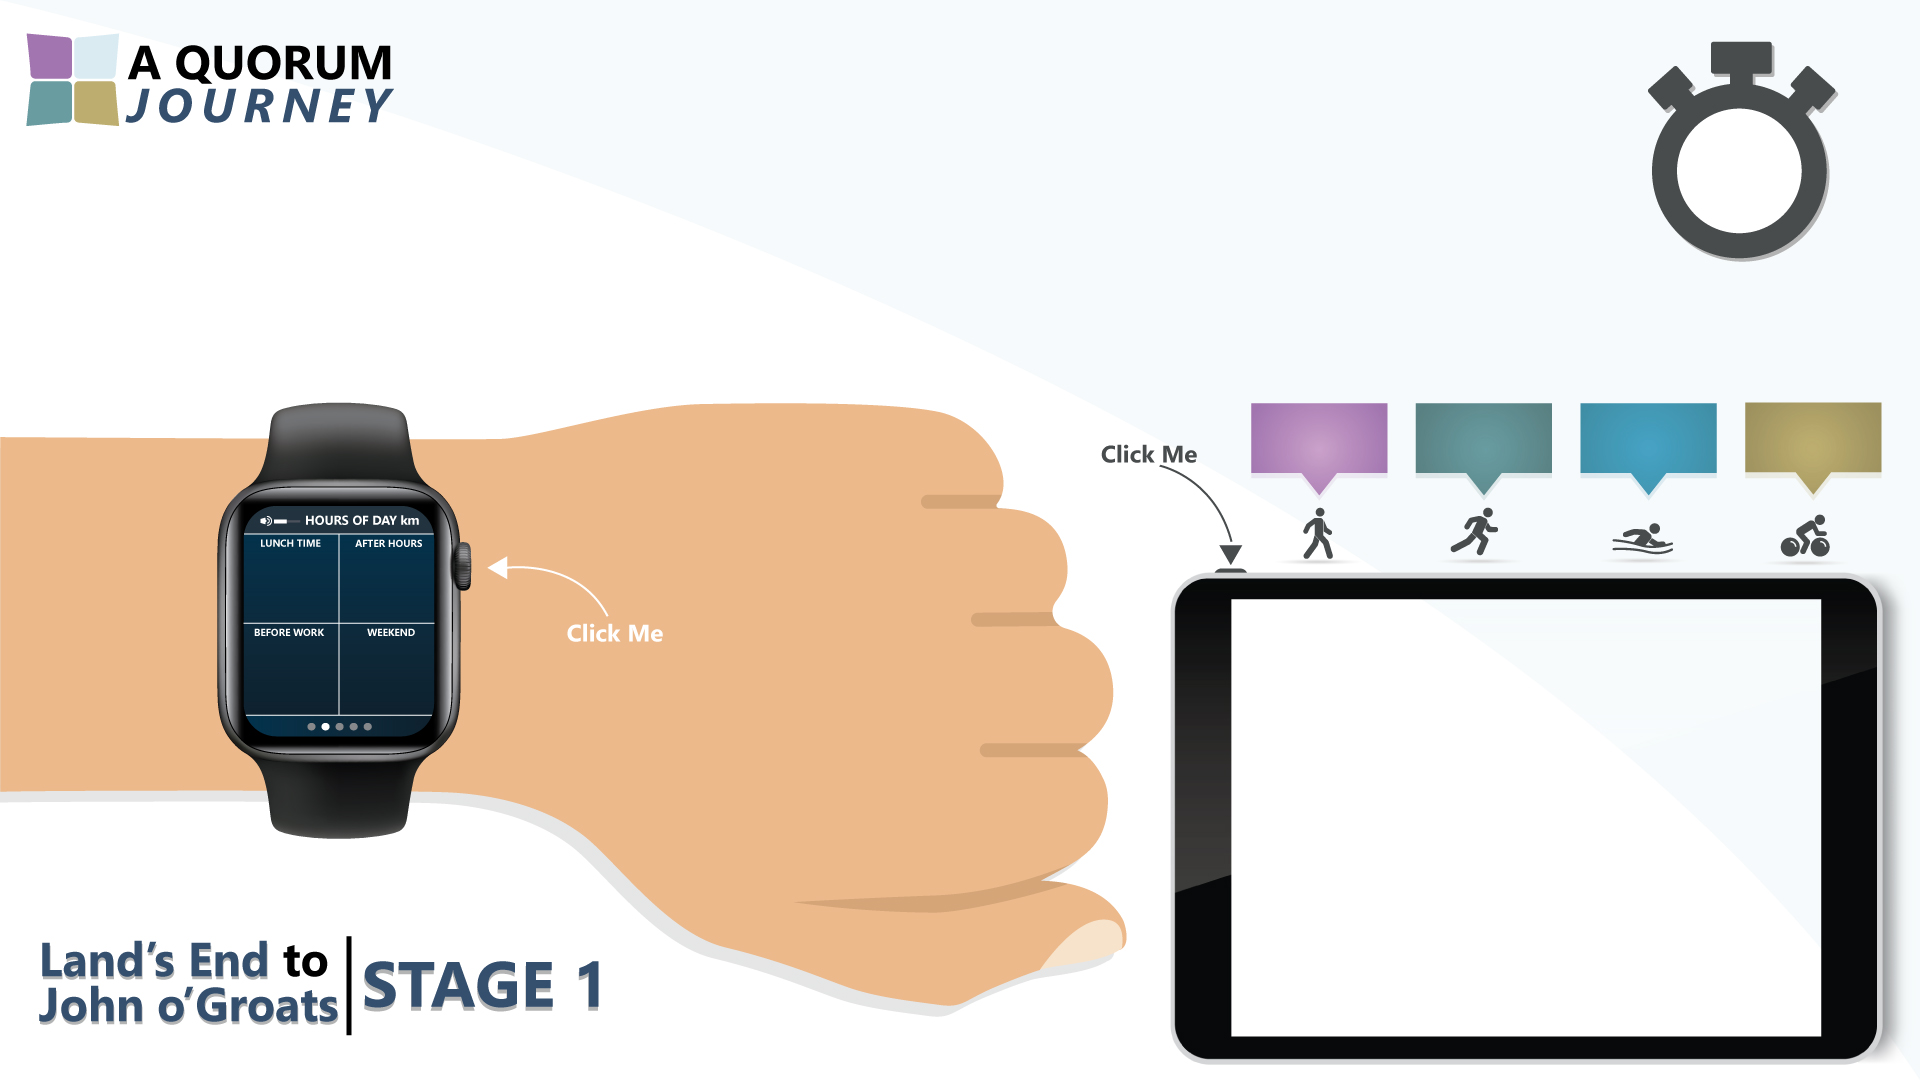 A QUORUM
JOURNEY
Click Me
HOURS OF DAY km
LUNCH TIME
AFTER HOURS
BEFORE WORK
WEEKEND
Click Me
Land’s End to
John o’Groats
STAGE 1